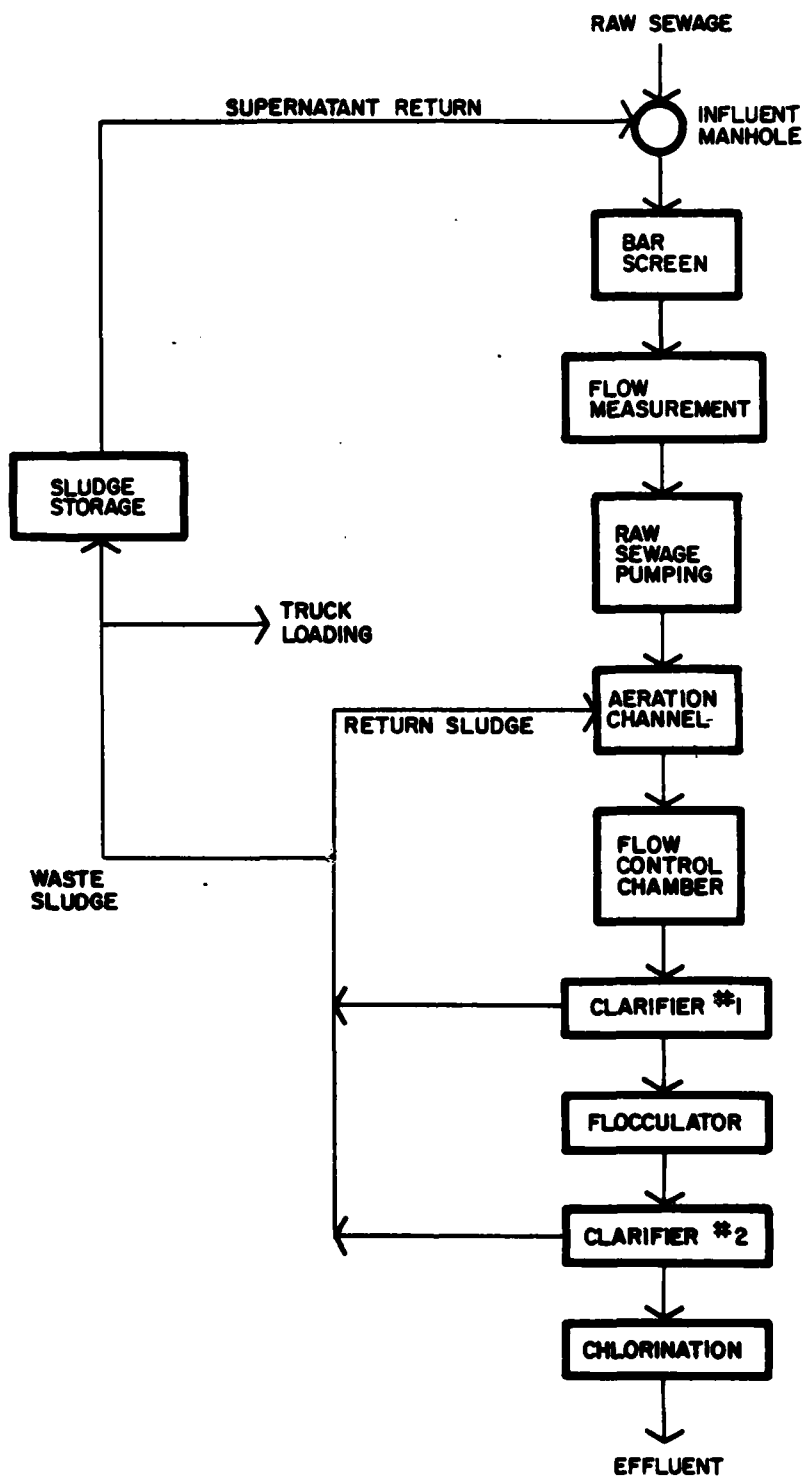 RAW SEWAGE
SUPERNATANT RETURN
INFLUENT
MANHOLE
BAR
SCREEN
FLOW
MEASUREMENT
SLUDGE
STORAGE
RAW
SEWAGE
PUMPING
TRUCK
LOADING
AERATION
CHANNEL
RETURN SLUDGE
FLOW
CONTROL
CHAMBER
WASTE
SLUDGE
CLARIFIER #1
FLOCCULATOR
CLARIFIER #2
CHLORINATION
EFFLUENT